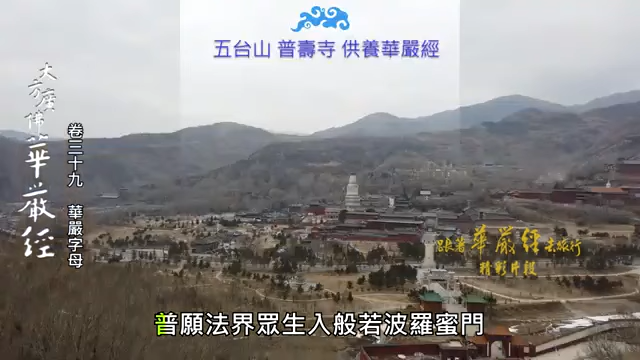 五台山 普壽寺 供養華嚴經
大方廣佛華嚴經
卷三十九 華嚴字母
跟著華嚴經去旅行
精彩片段
普願法界眾生入般若波羅蜜門